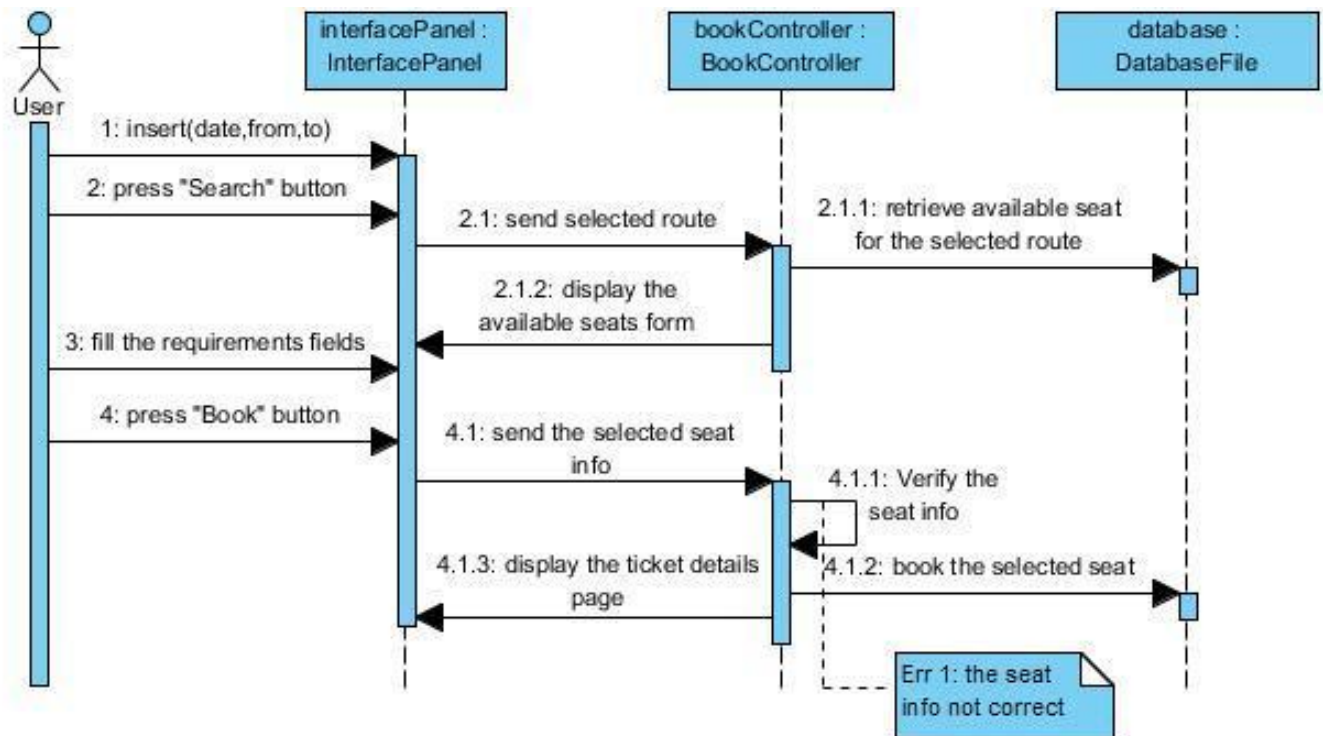 interfacePanel :
InterfacePanel
bookController :
BookController
database :
DatabaseFile
User
1: insert(date,from,to)
2: press "Search" button
2.1: send selected route
2.1.1: retrieve available seat
for the selected route
2.1.2: display the
available seats form
3: fill the requirements fields
4: press "Book" button
4.1: send the selected seat
info
4.1.1: Verify the
seat info
4.1.2: book the selected seat
4.1.3: display the ticket details
page
Err 1: the seat
info not correct